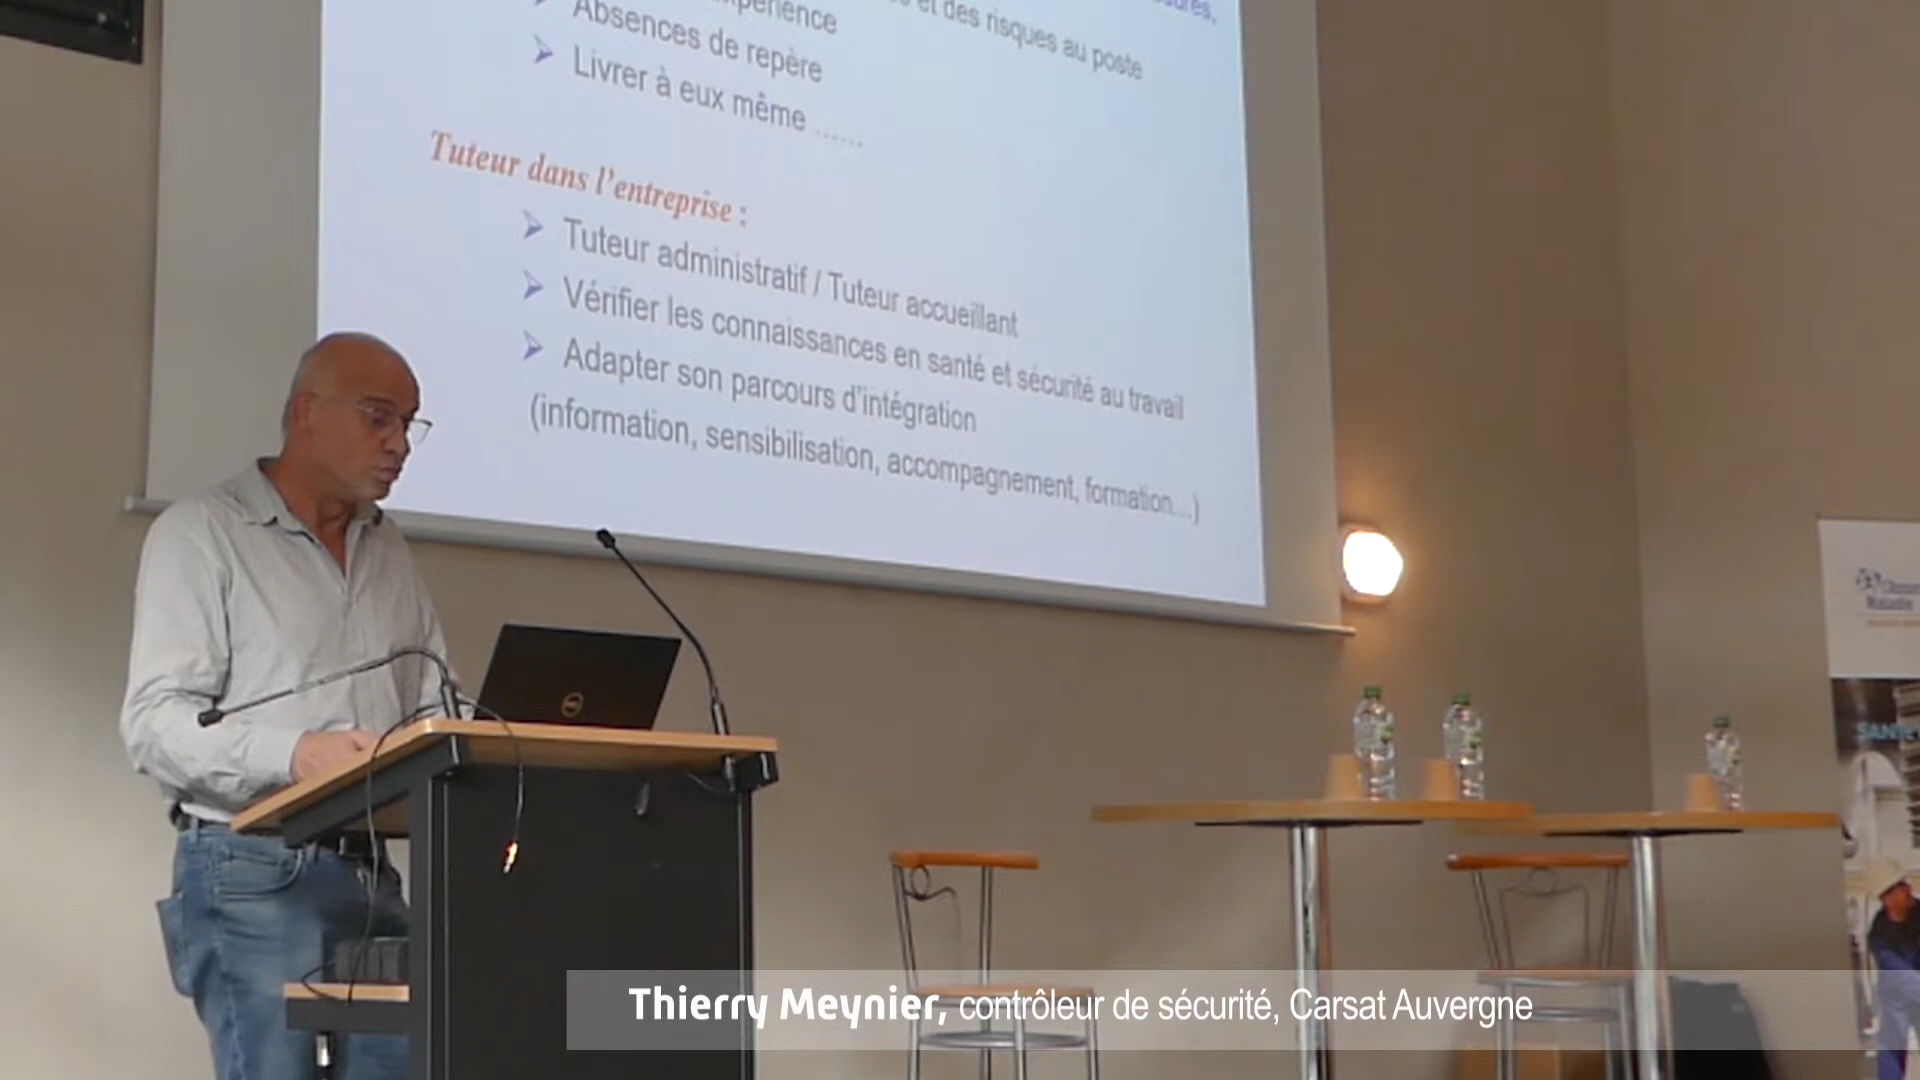 et des risques au poste
Absences de repère
Livrer à eux même ......
Tuteur dans l'entreprise :
Tuteur administratif / Tuteur accueillant
Vérifier les connaissances en santé et sécurité au travail
Adapter son parcours d'intégration
(information, sensibilisation, accompagnement, formation...)
DELL
Maladie
Thierry Meynier, contrôleur de sécurité, Carsat Auvergne